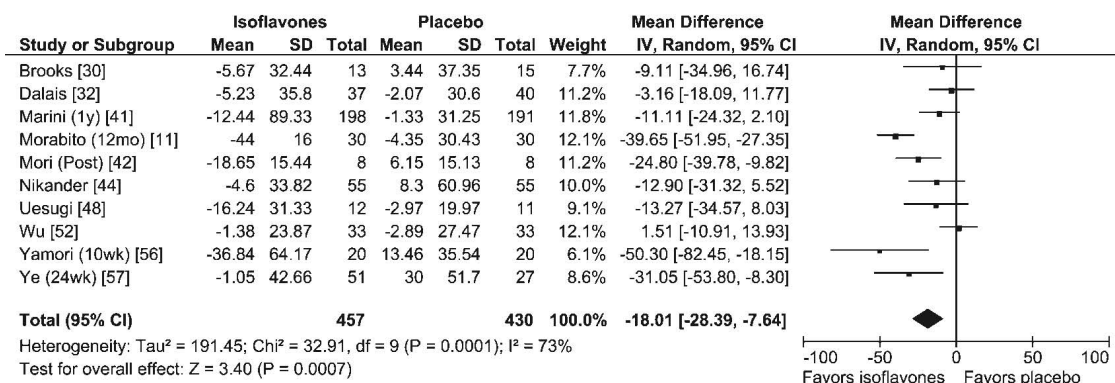 Isoflavones Placebo Mean Difference Mean Difference
Study or Subgroup Mean SD Total Mean SD Total Weight IV, Random, 95% CI IV, Random, 95% CI
Brooks [30] -5.67 32.44 13 3.44 37.35 15 7.7% -9.11 [-34.96, 16.74]
Dalais [32] -5.23 35.8 37 -2.07 30.6 40 11.2% -3.16 [-18.09, 11.77]
Marini (1y) [41] -12.44 89.33 198 -1.33 31.25 191 11.8% -11.11 [-24.32, 2.10]
Morabito (12mo) [11] -44 16 30 -4.35 30.43 30 12.1% -39.65 [-51.95, -27.35]
Mori (Post) [42] -18.65 15.44 8 6.15 15.13 8 11.2% -24.80 [-39.78, -9.82]
Nikander [44] -4.6 33.82 55 8.3 60.96 55 10.0% -12.90 [-31.32, 5.52]
Uesugi [48] -16.24 31.33 12 -2.97 19.97 11 9.1% -13.27 [-34.57, 8.03]
Wu [52] -1.38 23.87 33 -2.89 27.47 33 12.1% 1.51 [-10.91, 13.93]
Yamori (10wk) [56] -36.84 64.17 20 13.46 35.54 20 6.1% -50.30 [-82.45, -18.15]
Ye (24wk) [57] -1.05 42.66 51 30 51.7 27 8.6% -31.05 [-53.80, -8.30]
Total (95% CI) 457 430 100.0% -18.01 [-28.39, -7.64]
Heterogeneity: Tau² = 191.45; Chi² = 32.91, df = 9 (P = 0.0001); I² = 73%
Test for overall effect: Z = 3.40 (P = 0.0007)
-100 -50 0 50 100
Favors isoflavones Favors placebo